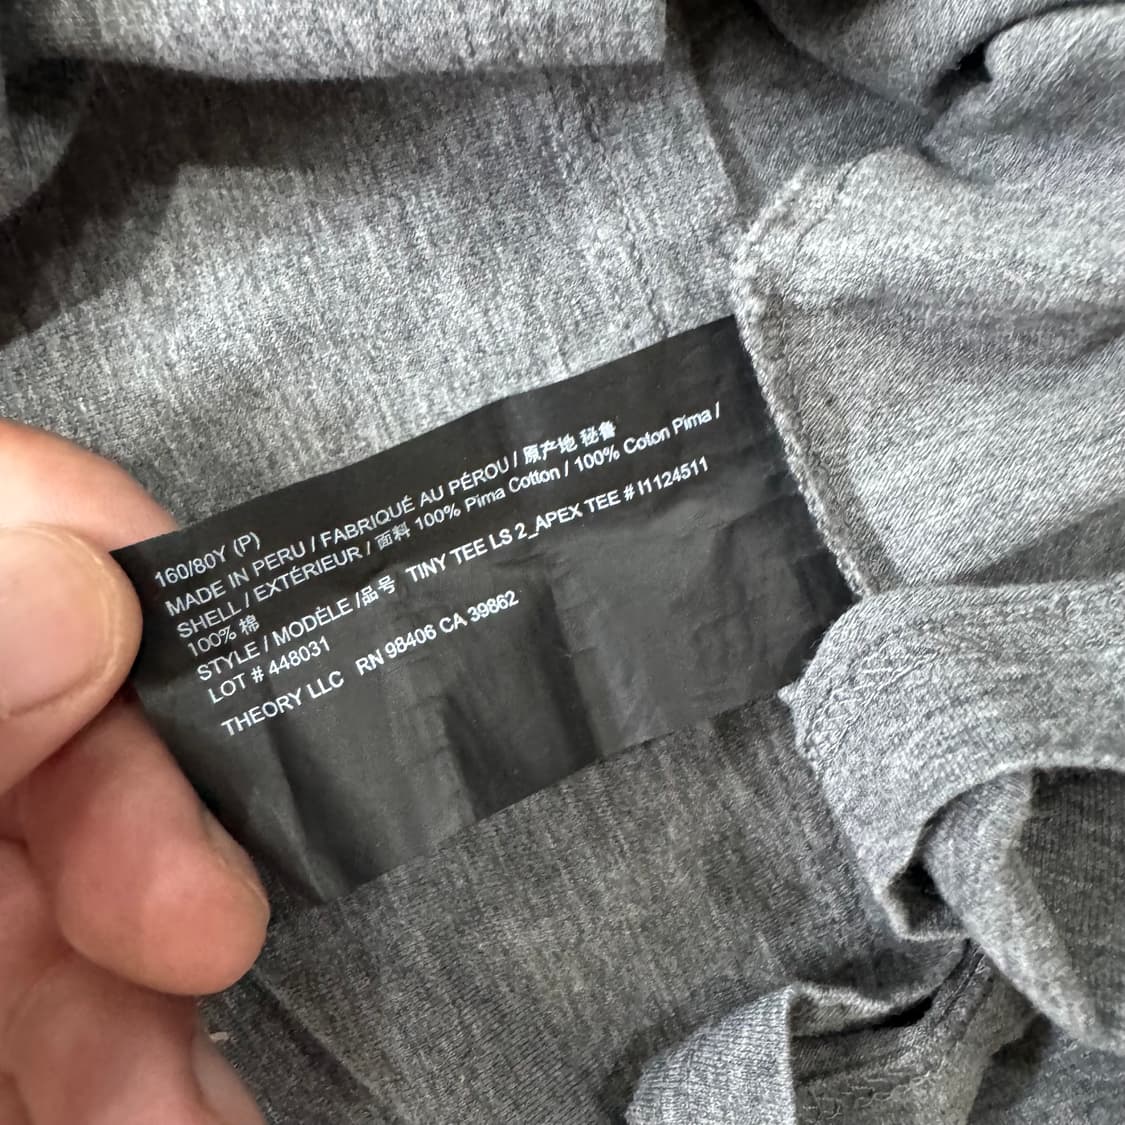 160/80Y (P)
MADE IN PERU / FABRIQUÉ AU PÉROU / 原产地 秘鲁
SHELL / EXTÉRIEUR / 面料 100% Pima Cotton / 100% Coton Pima /
100% 棉
STYLE / MODÈLE /品号 TINY TEE LS 2_APEX TEE # I1124511
LOT # 448031
THEORY LLC RN 98406 CA 39862